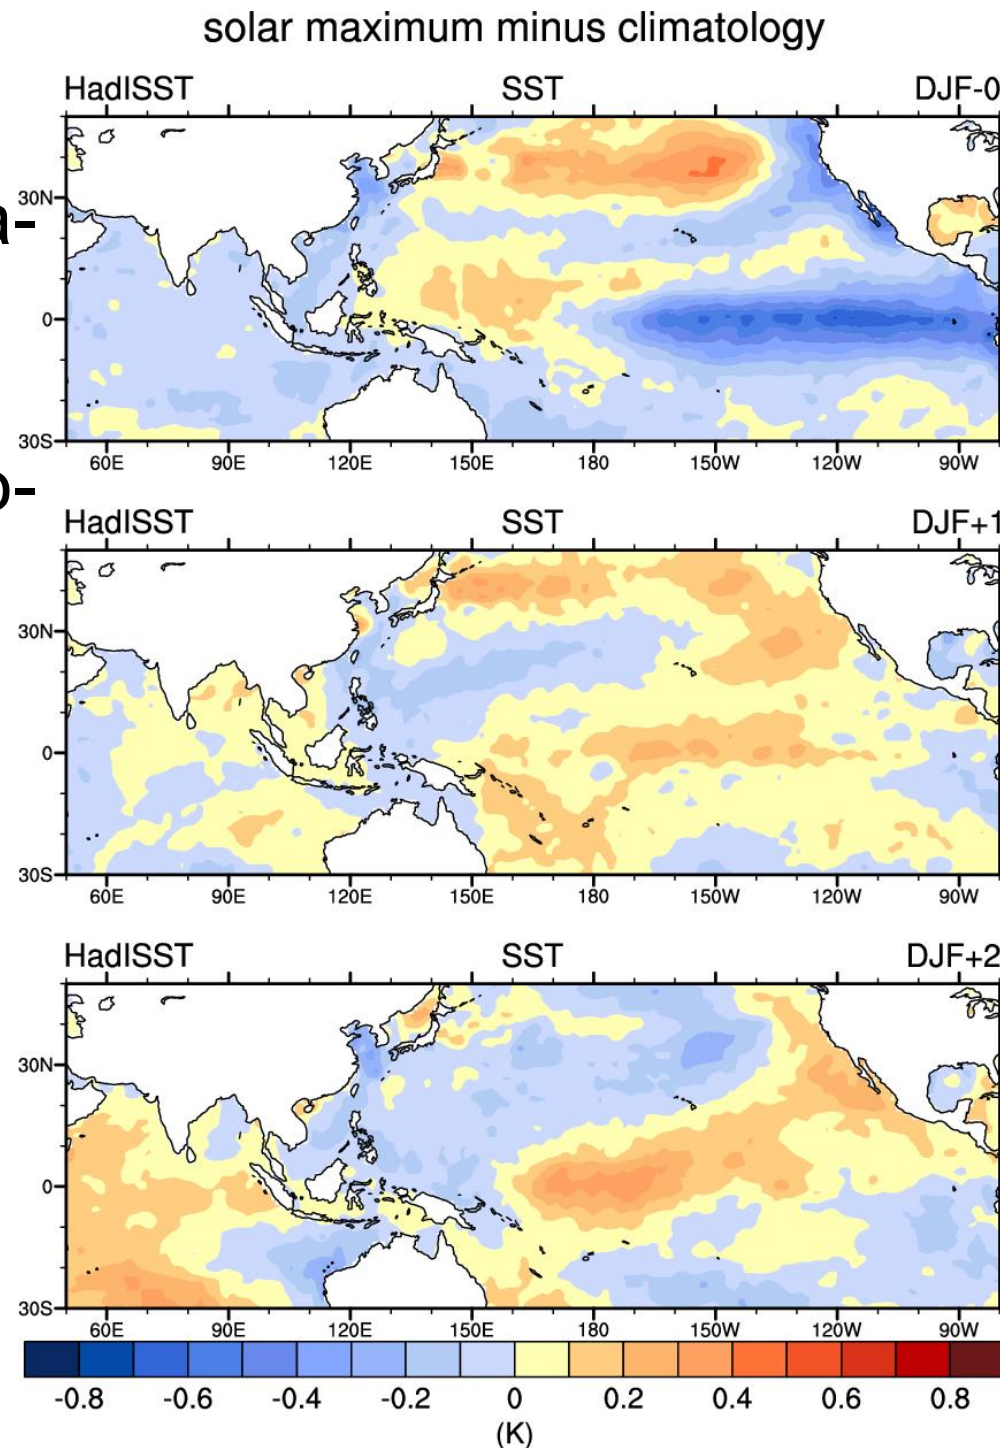 solar maximum minus climatology
HadISST SST DJF-0
a-
30N
0
30S
60E 90E 120E 150E 180 150W 120W 90W
b-
HadISST SST DJF+1
30N
0
30S
60E 90E 120E 150E 180 150W 120W 90W
HadISST SST DJF+2
30N
0
30S
60E 90E 120E 150E 180 150W 120W 90W
-0.8 -0.6 -0.4 -0.2 0 0.2 0.4 0.6 0.8
(K)